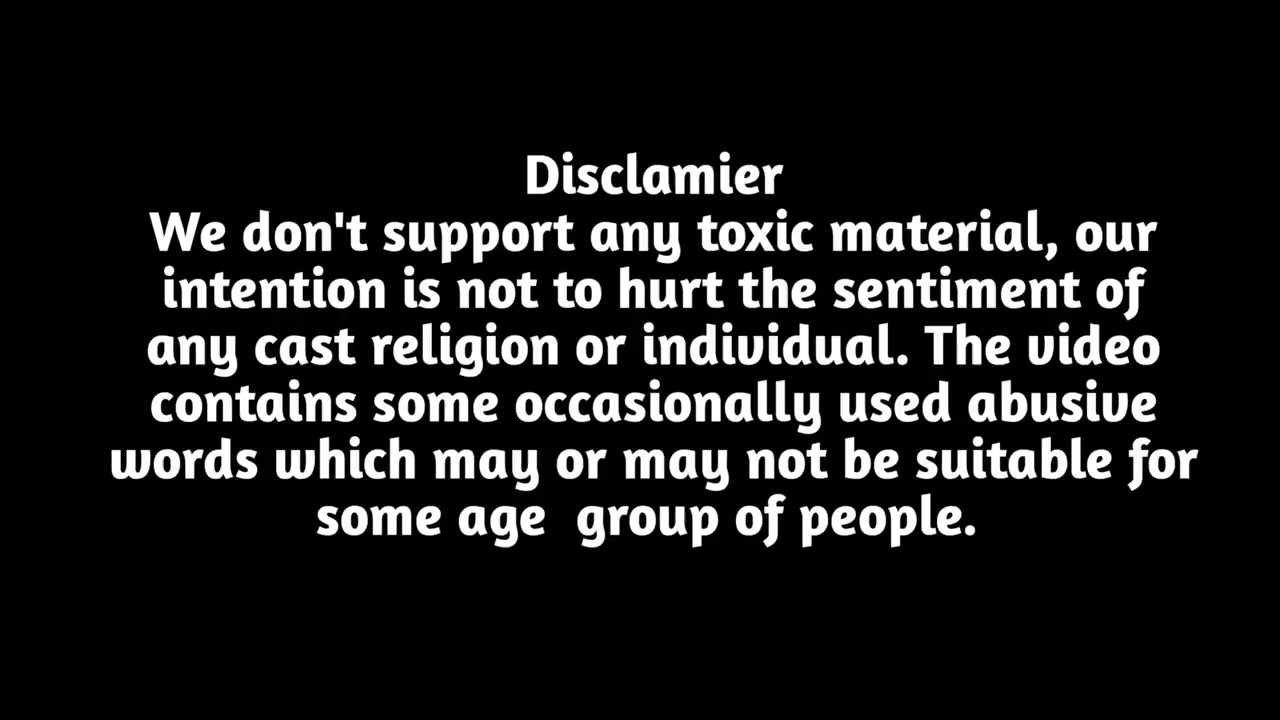 Disclamier
We don't support any toxic material, our
intention is not to hurt the sentiment of
any cast religion or individual. The video
contains some occasionally used abusive
words which may or may not be suitable for
some age  group of people.